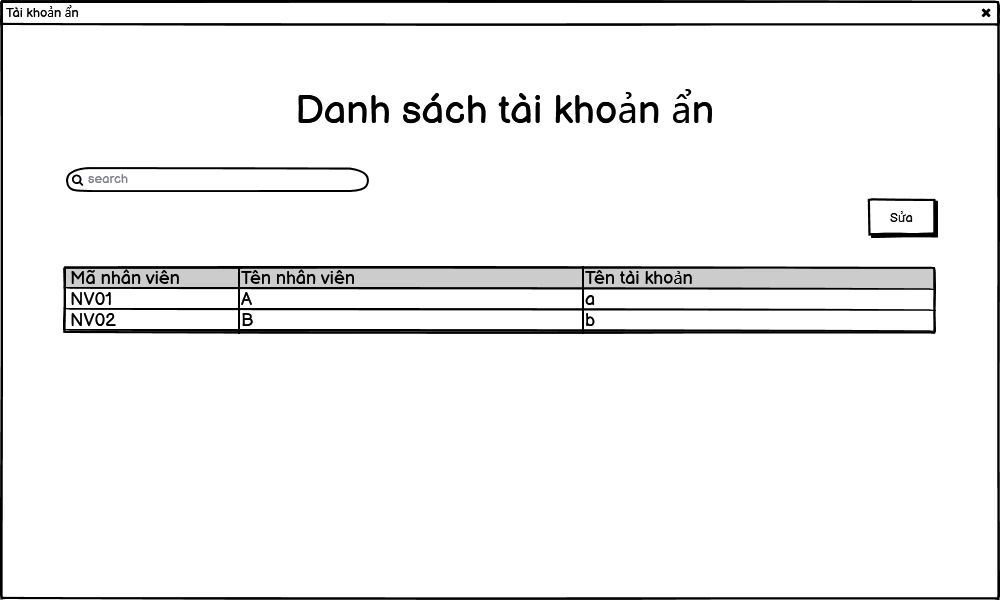 Tài khoản ẩn
Danh sách tài khoản ẩn
search
Sửa
Mã nhân viên Tên nhân viên Tên tài khoản
NV01 A a
NV02 B b